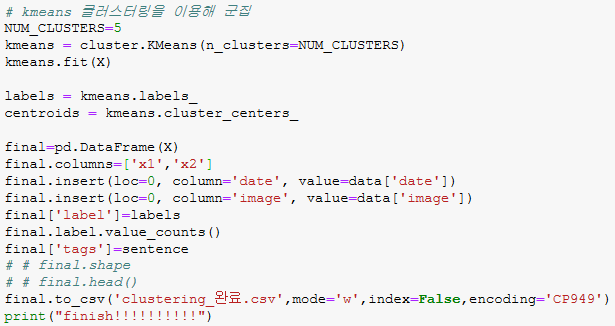 # kmeans 클러스터링을 이용해 군집
NUM_CLUSTERS=5
kmeans = cluster.KMeans(n_clusters=NUM_CLUSTERS)
kmeans.fit(X)
labels = kmeans.labels_
centroids = kmeans.cluster_centers_
final=pd.DataFrame(X)
final.columns=['x1','x2']
final.insert(loc=0, column='date', value=data['date'])
final.insert(loc=0, column='image', value=data['image'])
final['label']=labels
final.label.value_counts()
final['tags']=sentence
# # final.shape
# # final.head()
final.to_csv('clustering_완료.csv',mode='w',index=False,encoding='CP949')
print("finish!!!!!!!!!!")